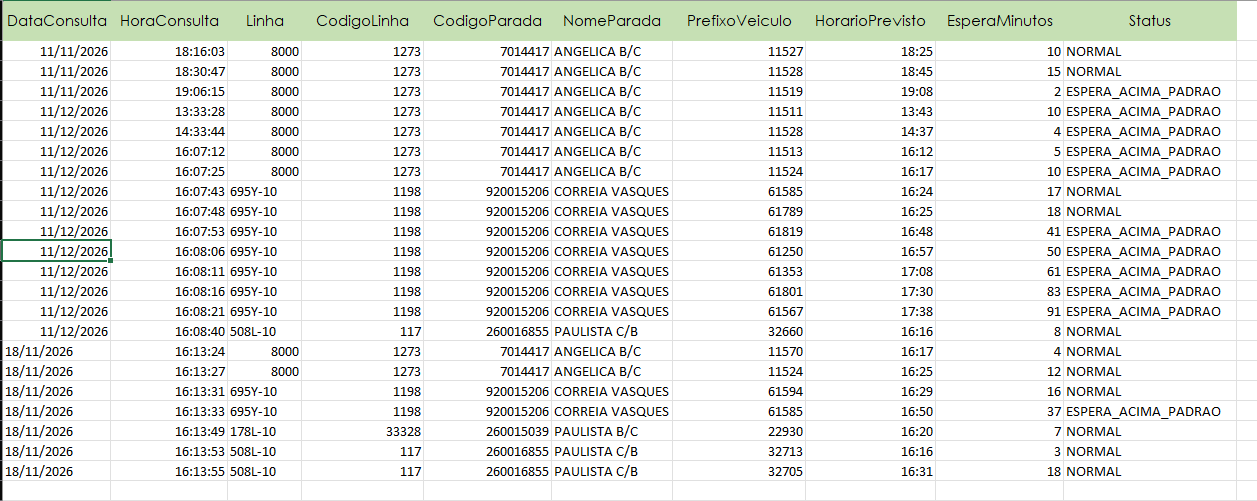 DataConsulta HoraConsulta Linha CodigoLinha CodigoParada NomeParada PrefixoVeiculo HorarioPrevisto EsperaMinutos Status
11/11/2026 18:16:03 8000 1273 7014417 ANGELICA B/C 11527 18:25 10 NORMAL
11/11/2026 18:30:47 8000 1273 7014417 ANGELICA B/C 11528 18:45 15 NORMAL
11/11/2026 19:06:15 8000 1273 7014417 ANGELICA B/C 11519 19:08 2 ESPERA_ACIMA_PADRAO
11/12/2026 13:33:28 8000 1273 7014417 ANGELICA B/C 11511 13:43 10 ESPERA_ACIMA_PADRAO
11/12/2026 14:33:44 8000 1273 7014417 ANGELICA B/C 11528 14:37 4 ESPERA_ACIMA_PADRAO
11/12/2026 16:07:12 8000 1273 7014417 ANGELICA B/C 11513 16:12 5 ESPERA_ACIMA_PADRAO
11/12/2026 16:07:25 8000 1273 7014417 ANGELICA B/C 11524 16:17 10 ESPERA_ACIMA_PADRAO
11/12/2026 16:07:43 695Y-10 1198 920015206 CORREIA VASQUES 61585 16:24 17 NORMAL
11/12/2026 16:07:48 695Y-10 1198 920015206 CORREIA VASQUES 61789 16:25 18 NORMAL
11/12/2026 16:07:53 695Y-10 1198 920015206 CORREIA VASQUES 61819 16:48 41 ESPERA_ACIMA_PADRAO
11/12/2026 16:08:06 695Y-10 1198 920015206 CORREIA VASQUES 61250 16:57 50 ESPERA_ACIMA_PADRAO
11/12/2026 16:08:11 695Y-10 1198 920015206 CORREIA VASQUES 61353 17:08 61 ESPERA_ACIMA_PADRAO
11/12/2026 16:08:16 695Y-10 1198 920015206 CORREIA VASQUES 61801 17:30 83 ESPERA_ACIMA_PADRAO
11/12/2026 16:08:21 695Y-10 1198 920015206 CORREIA VASQUES 61567 17:38 91 ESPERA_ACIMA_PADRAO
11/12/2026 16:08:40 508L-10 117 260016855 PAULISTA C/B 32660 16:16 8 NORMAL
18/11/2026 16:13:24 8000 1273 7014417 ANGELICA B/C 11570 16:17 4 NORMAL
18/11/2026 16:13:27 8000 1273 7014417 ANGELICA B/C 11524 16:25 12 NORMAL
18/11/2026 16:13:31 695Y-10 1198 920015206 CORREIA VASQUES 61594 16:29 16 NORMAL
18/11/2026 16:13:33 695Y-10 1198 920015206 CORREIA VASQUES 61585 16:50 37 ESPERA_ACIMA_PADRAO
18/11/2026 16:13:49 178L-10 33328 260015039 PAULISTA B/C 22930 16:20 7 NORMAL
18/11/2026 16:13:53 508L-10 117 260016855 PAULISTA C/B 32713 16:16 3 NORMAL
18/11/2026 16:13:55 508L-10 117 260016855 PAULISTA C/B 32705 16:31 18 NORMAL